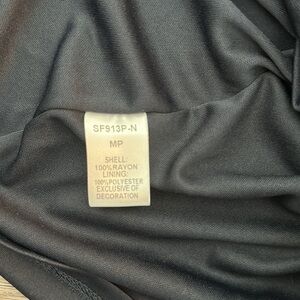 SF913P-N
MP
SHELL:
100%RAYON
LINING:
100%POLYESTER
EXCLUSIVE OF
DECORATION